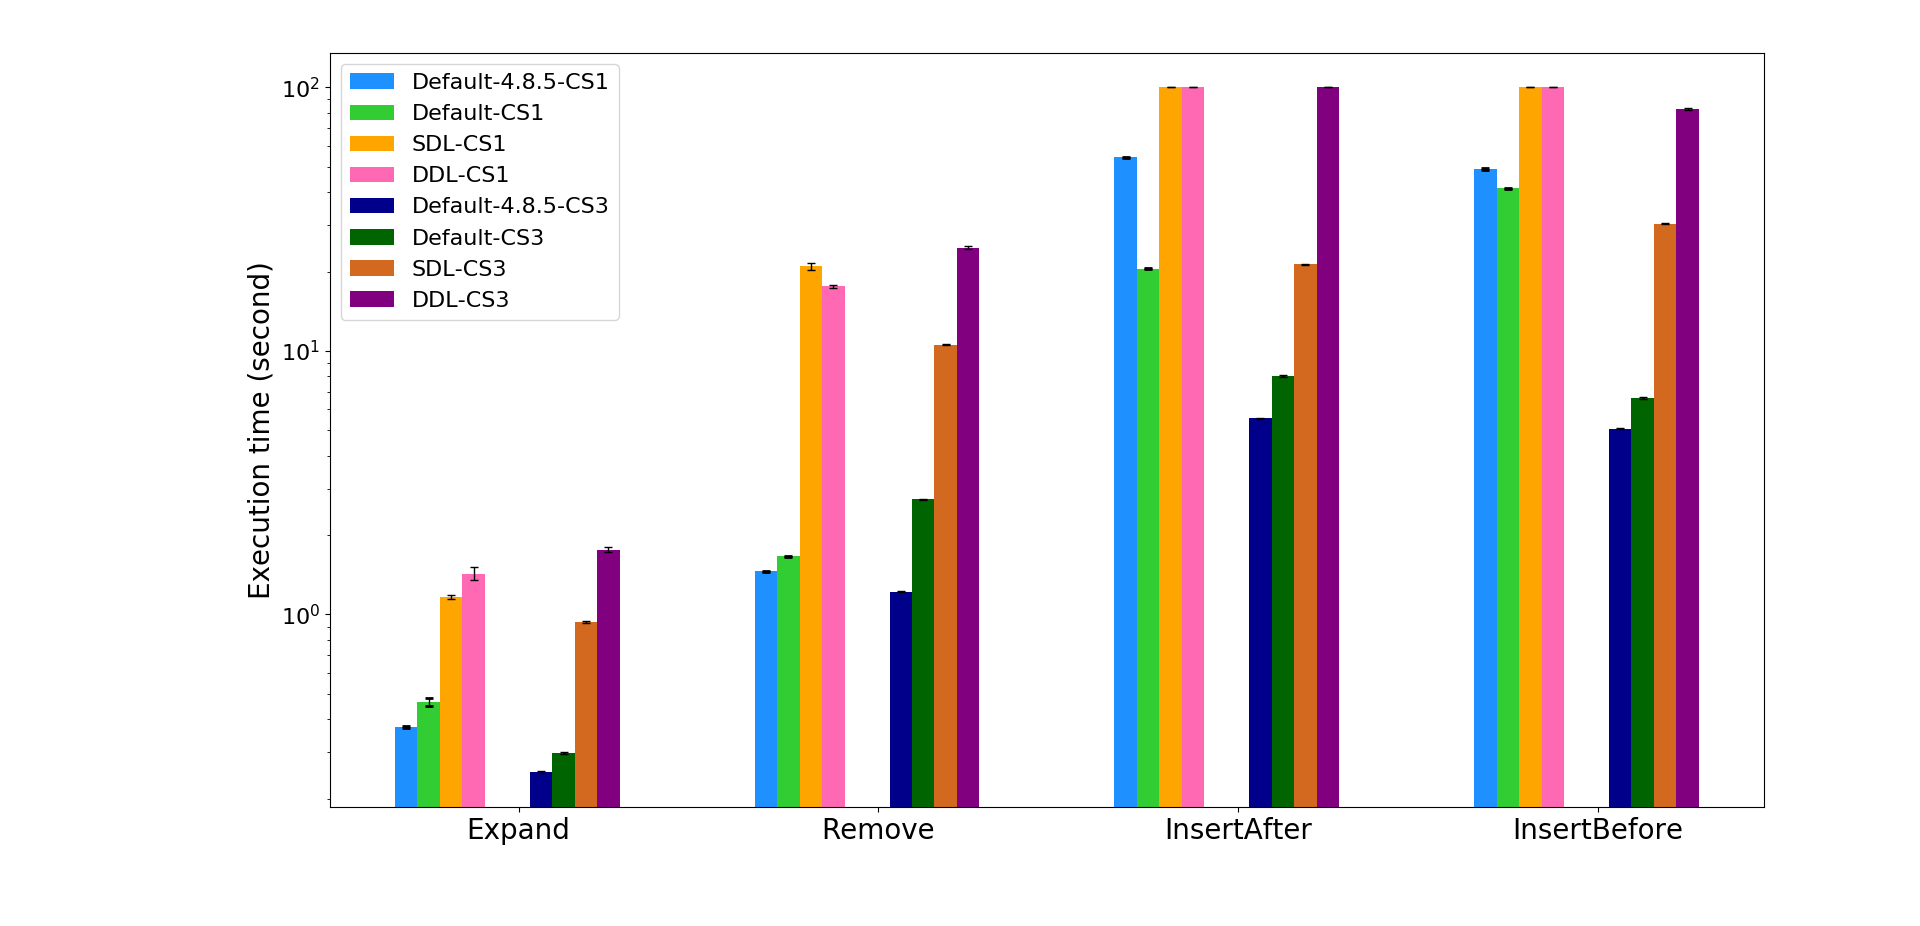 Default-4.8.5-CS1
Default-CS1
SDL-CS1
DDL-CS1
Default-4.8.5-CS3
Default-CS3
SDL-CS3
DDL-CS3
10²
10¹
10⁰
Execution time (second)
Expand Remove InsertAfter InsertBefore